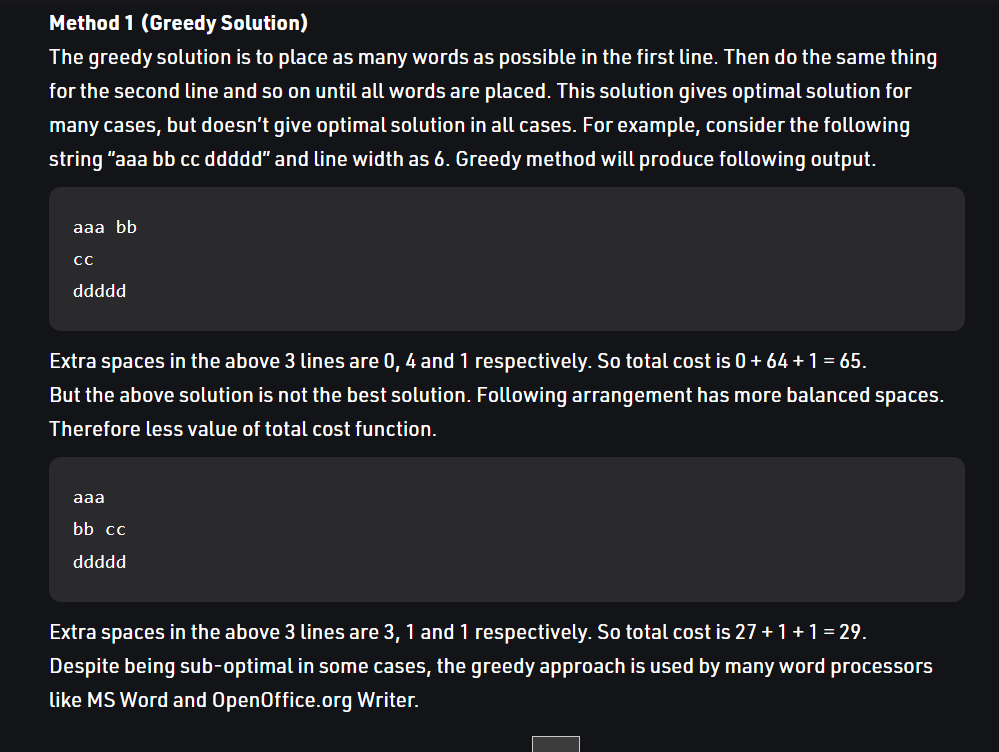 Method 1 (Greedy Solution)
The greedy solution is to place as many words as possible in the first line. Then do the same thing
for the second line and so on until all words are placed. This solution gives optimal solution for
many cases, but doesn’t give optimal solution in all cases. For example, consider the following
string “aaa bb cc ddddd” and line width as 6. Greedy method will produce following output.
aaa bb
cc
ddddd
Extra spaces in the above 3 lines are 0, 4 and 1 respectively. So total cost is 0 + 64 + 1 = 65.
But the above solution is not the best solution. Following arrangement has more balanced spaces.
Therefore less value of total cost function.
aaa
bb cc
ddddd
Extra spaces in the above 3 lines are 3, 1 and 1 respectively. So total cost is 27 + 1 + 1 = 29.
Despite being sub-optimal in some cases, the greedy approach is used by many word processors
like MS Word and OpenOffice.org Writer.